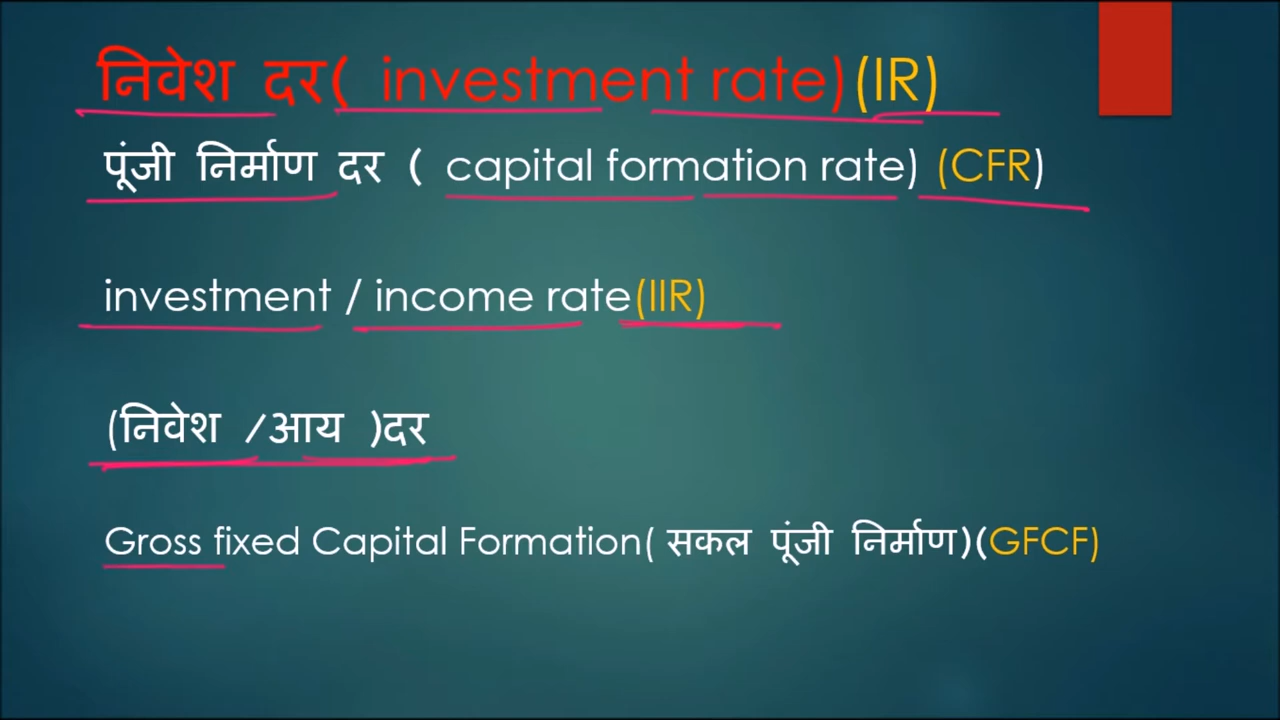 निवेश दर( investment rate)(IR)
पूंजी निर्माण दर ( capital formation rate) (CFR)
investment / income rate(IIR)
(निवेश /आय )दर
Gross fixed Capital Formation( सकल पूंजी निर्माण)(GFCF)